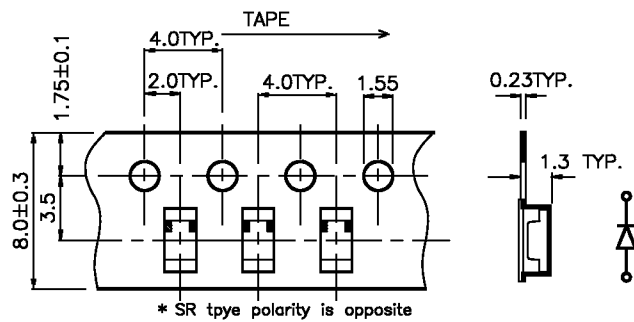 TAPE
4.0TYP.
2.0TYP.
4.0TYP.
1.55
0.23TYP.
1.3 TYP.
1.75±0.1
8.0±0.3
3.5
* SR tpye polarity is opposite